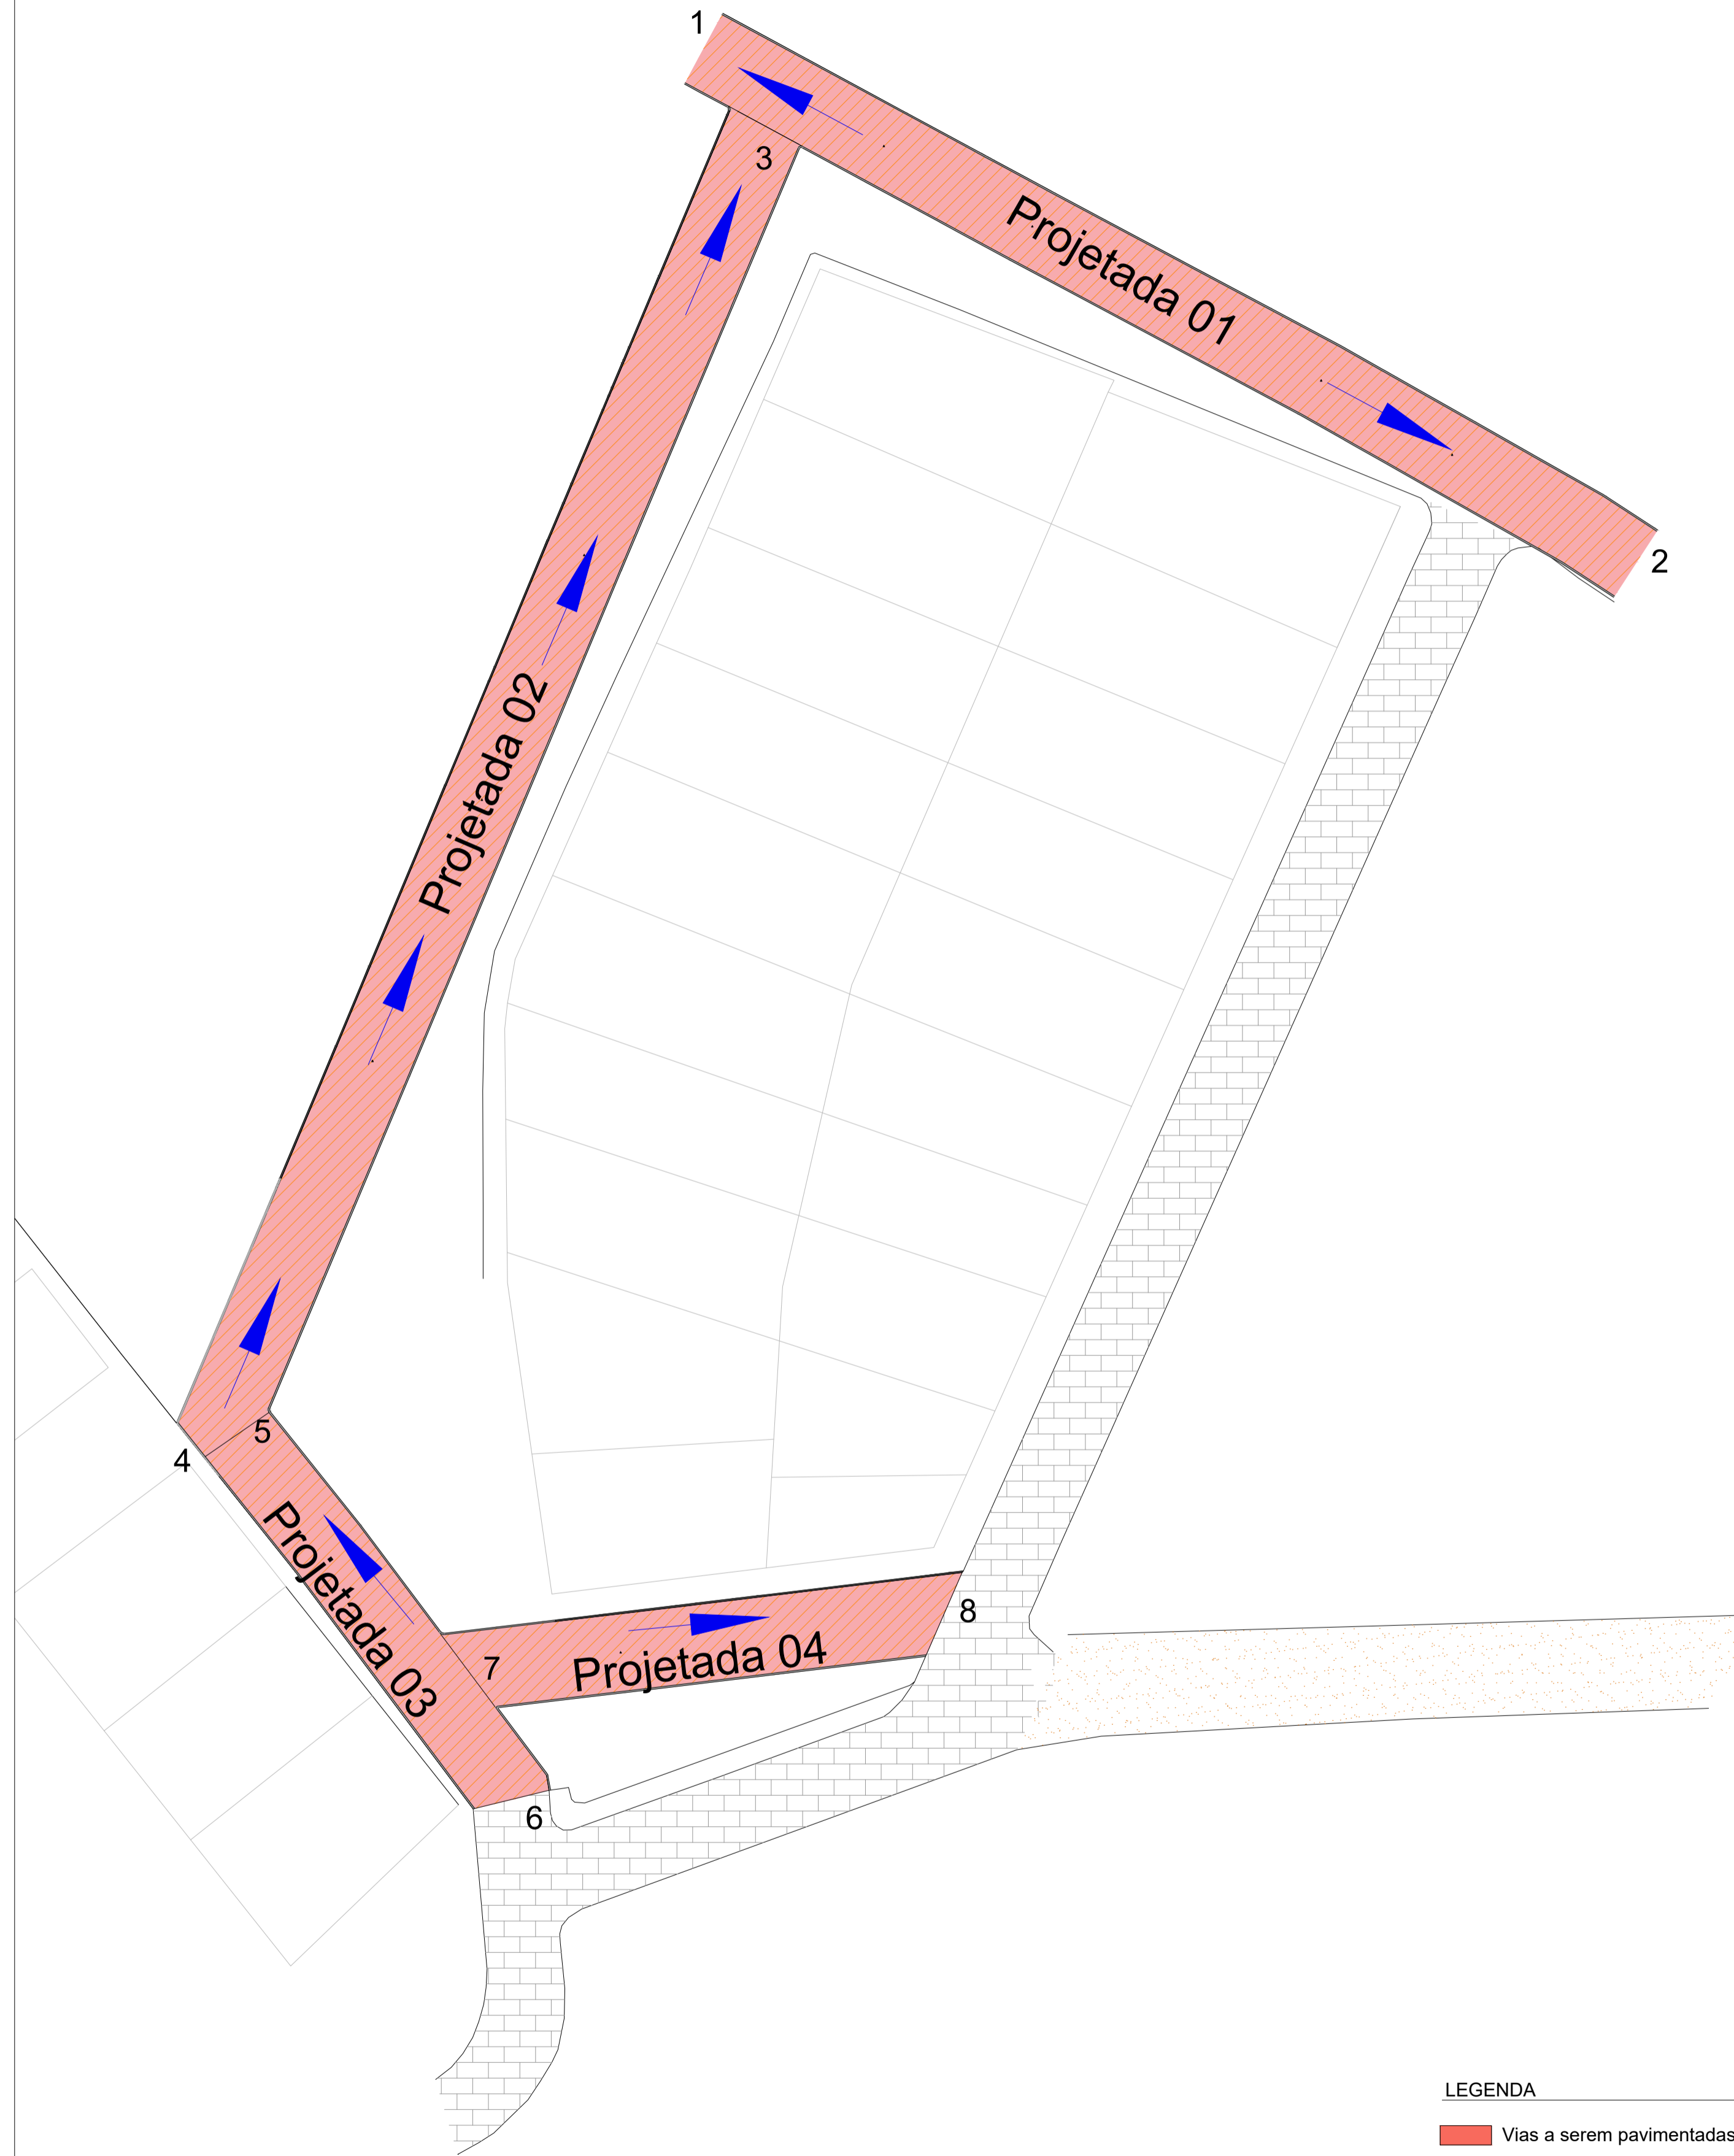 1
3
Projetada 01
2
Projetada 02
5
4
Projetada 03
8
7
Projetada 04
6
LEGENDA
Vias a serem pavimentadas